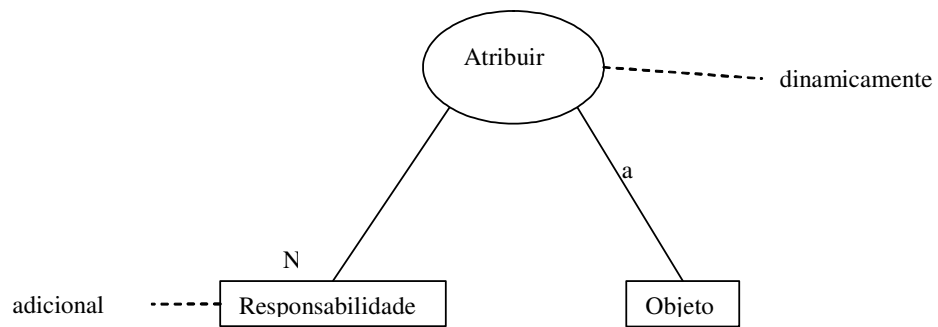 Atribuir
dinamicamente
a
N
adicional
Responsabilidade
Objeto